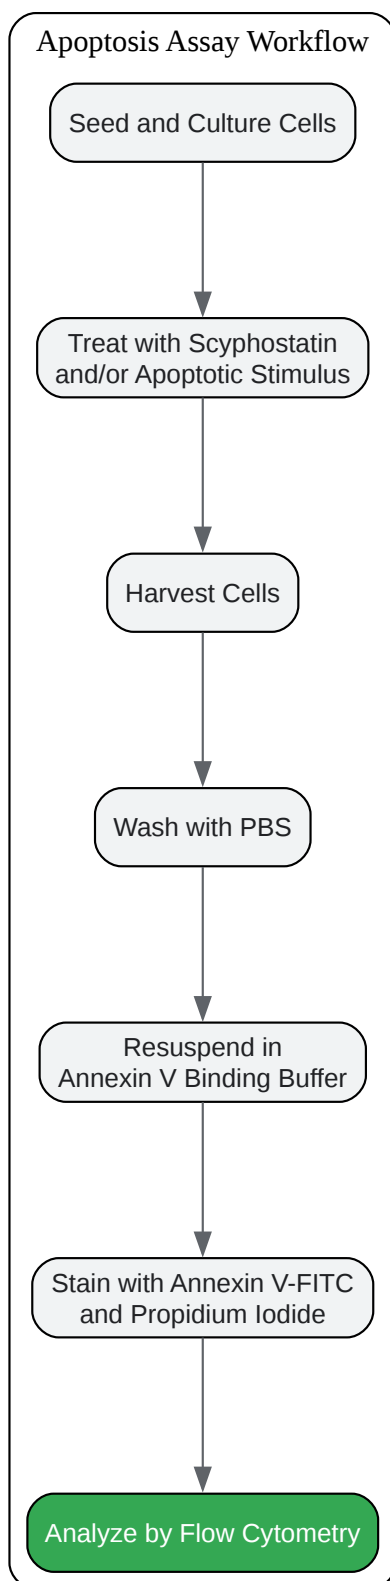 Apoptosis Assay Workflow
Seed and Culture Cells
Treat with Scyphostatin
and/or Apoptotic Stimulus
Harvest Cells
Wash with PBS
Resuspend in
Annexin V Binding Buffer
Stain with Annexin V-FITC
and Propidium Iodide
Analyze by Flow Cytometry